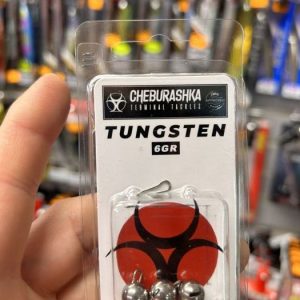 CHEBURASHKA
TERMINAL TACKLES
TUNGSTEN
6GR